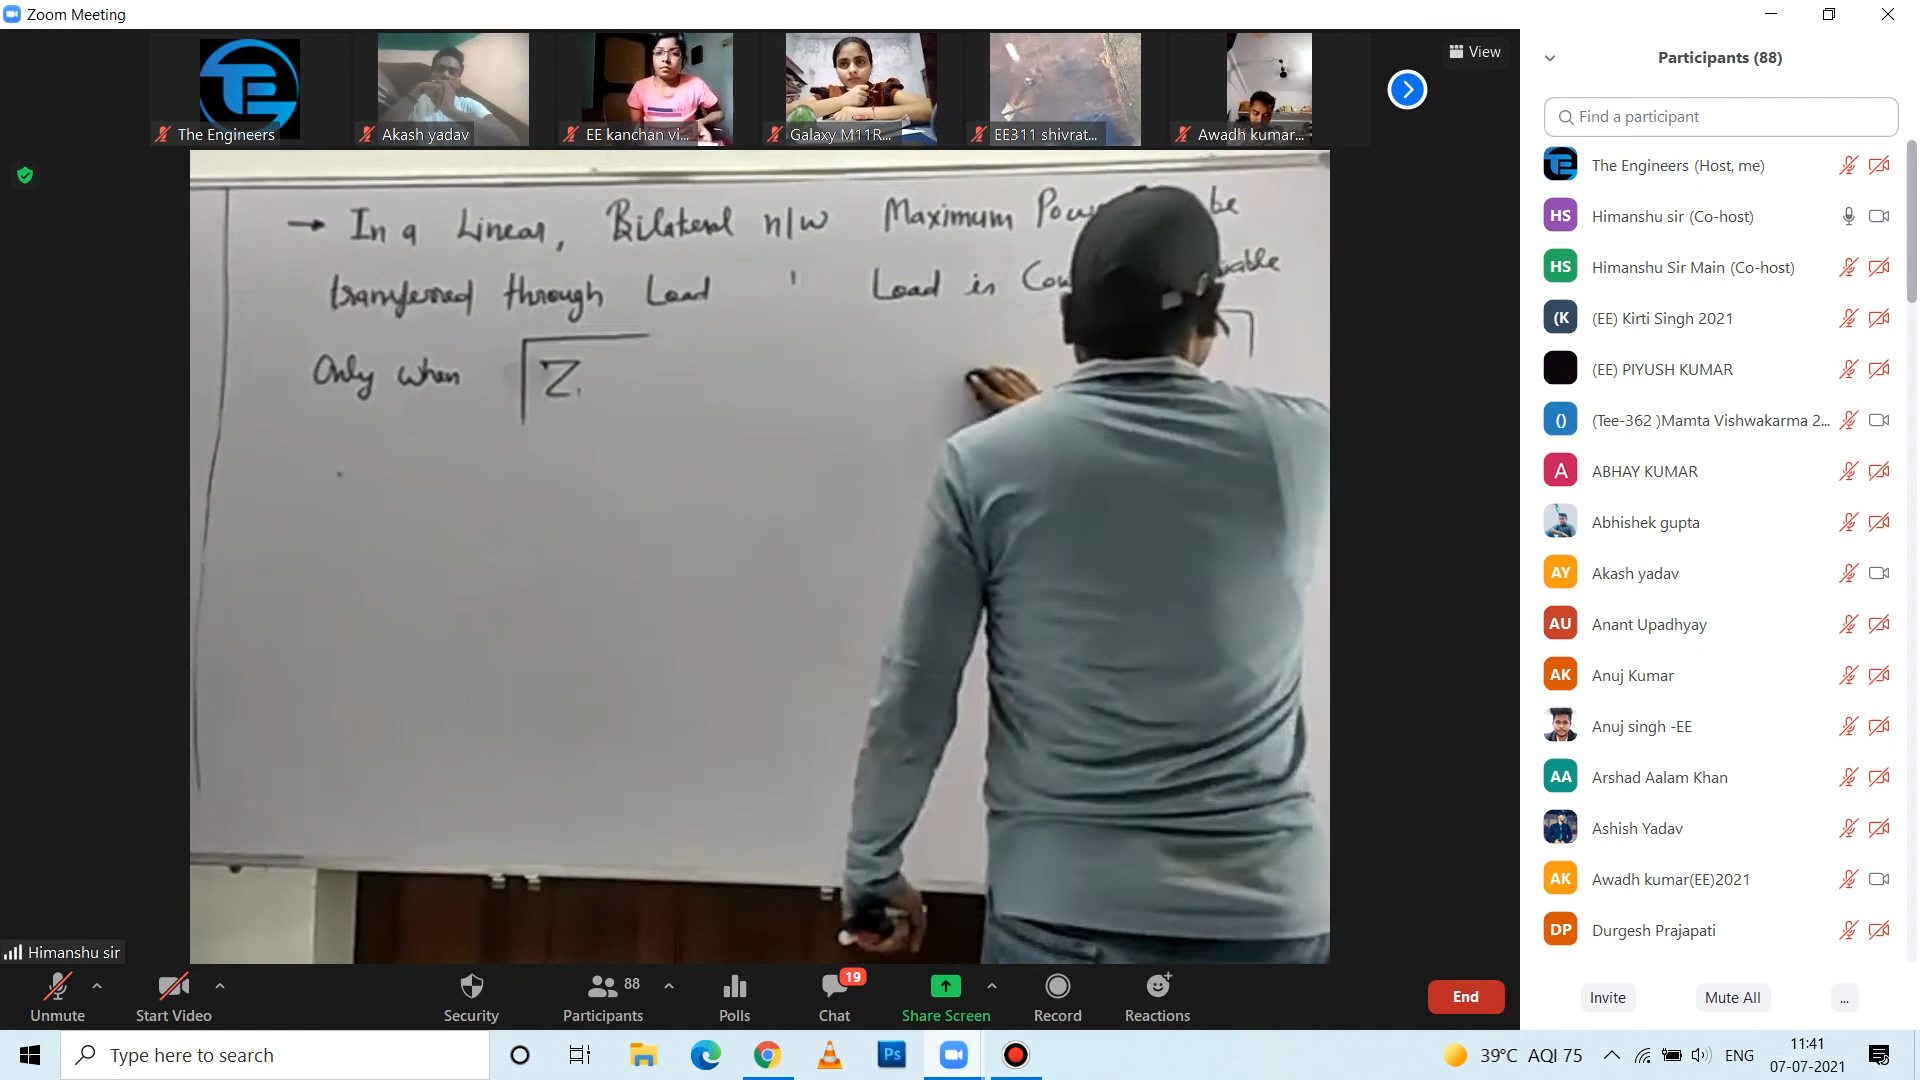 Zoom Meeting
The Engineers
Akash yadav
EE kanchan vi...
Galaxy M11R...
EE311 shivrat...
Awadh kumar...
View
→ In a Linear, Bilateral n/w Maximum be
transferred through Load Load is
Only when Z
Himanshu sir
Participants (88)
Find a participant
The Engineers (Host, me)
HS Himanshu sir (Co-host)
HS Himanshu Sir Main (Co-host)
(K (EE) Kirti Singh 2021
(EE) PIYUSH KUMAR
() (Tee-362 )Mamta Vishwakarma 2...
A ABHAY KUMAR
Abhishek gupta
AY Akash yadav
AU Anant Upadhyay
AK Anuj Kumar
Anuj singh -EE
AA Arshad Aalam Khan
Ashish Yadav
AK Awadh kumar(EE)2021
DP Durgesh Prajapati
Invite Mute All ...
88 19
Unmute Start Video Security Participants Polls Chat Share Screen Record Reactions End
Type here to search
Ps
39°C AQI 75 ENG
11:41
07-07-2021